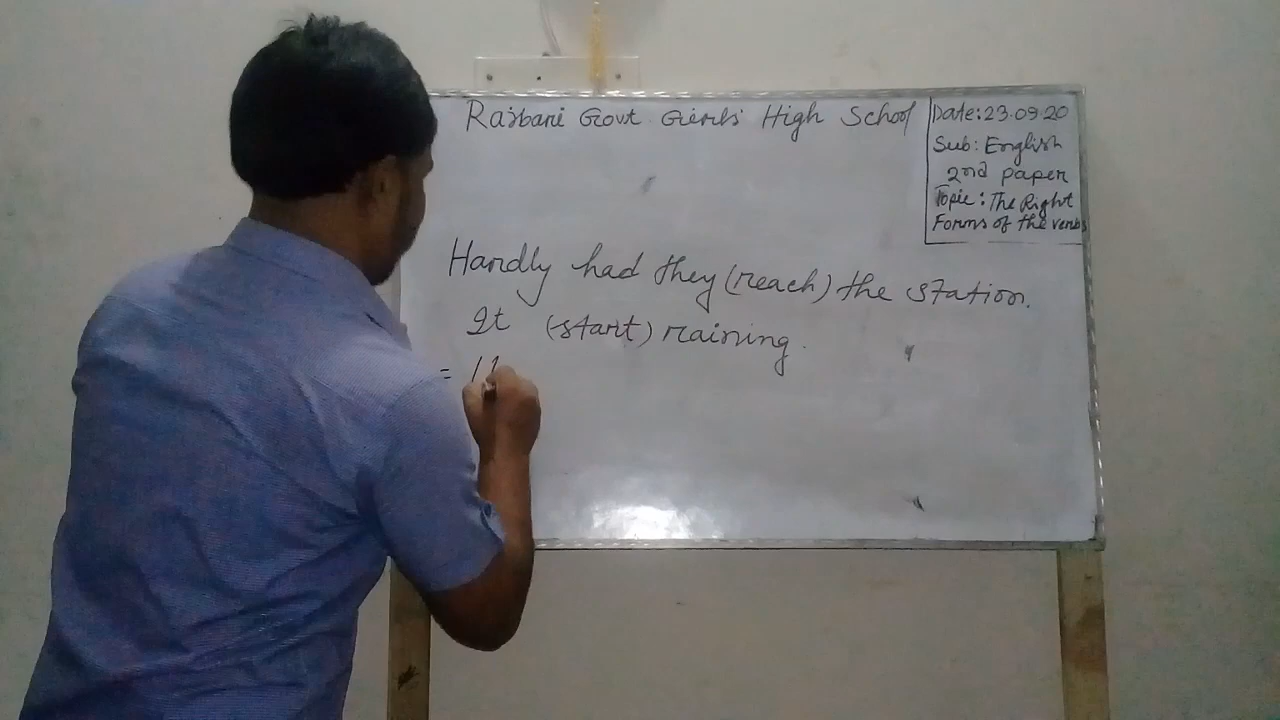 Rajbari Govt. Girls' High School
Date: 23.09.20
Sub: English
2nd paper
Topic: The Right
Forms of the verbs
Hardly had they (reach) the station.
It (start) raining.
=